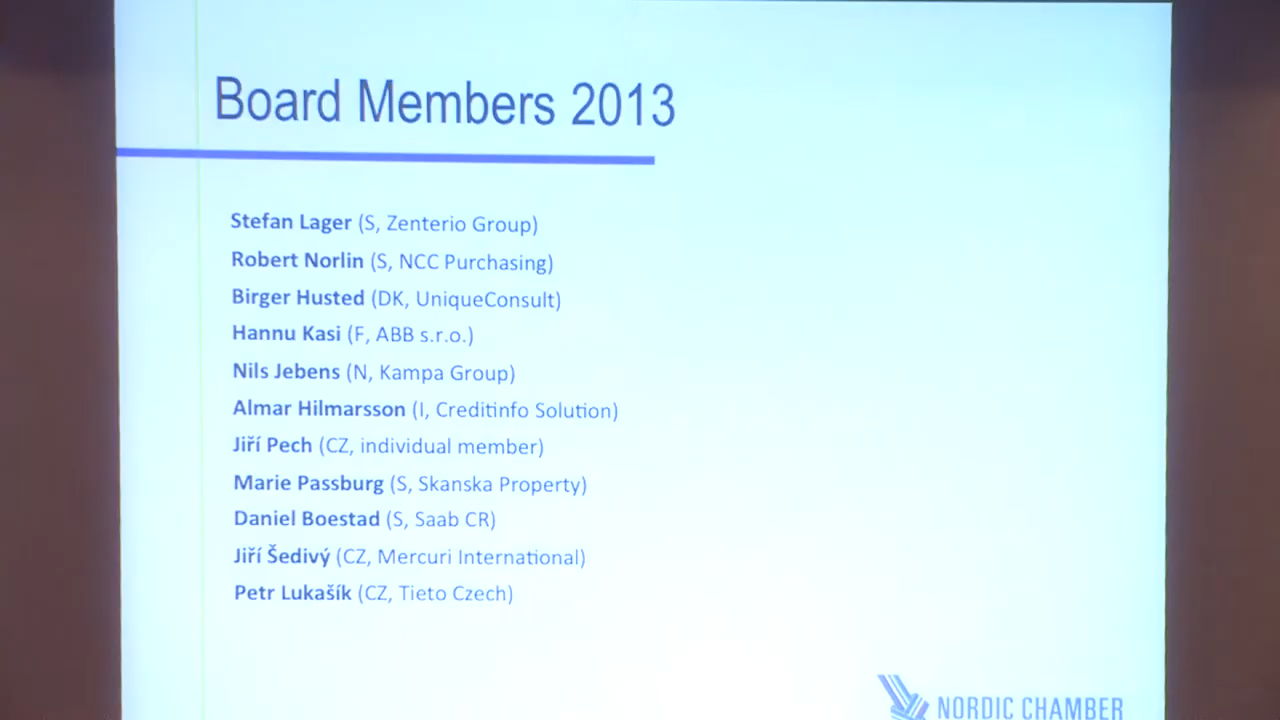 Board Members 2013
Stefan Lager (S, Zenterio Group)
Robert Norlin (S, NCC Purchasing)
Birger Husted (DK, UniqueConsult)
Hannu Kasi (F, ABB s.r.o.)
Nils Jebens (N, Kampa Group)
Almar Hilmarsson (I, Creditinfo Solution)
Jiří Pech (CZ, individual member)
Marie Passburg (S, Skanska Property)
Daniel Boestad (S, Saab CR)
Jiří Šedivý (CZ, Mercuri International)
Petr Lukašík (CZ, Tieto Czech)
NORDIC CHAMBER